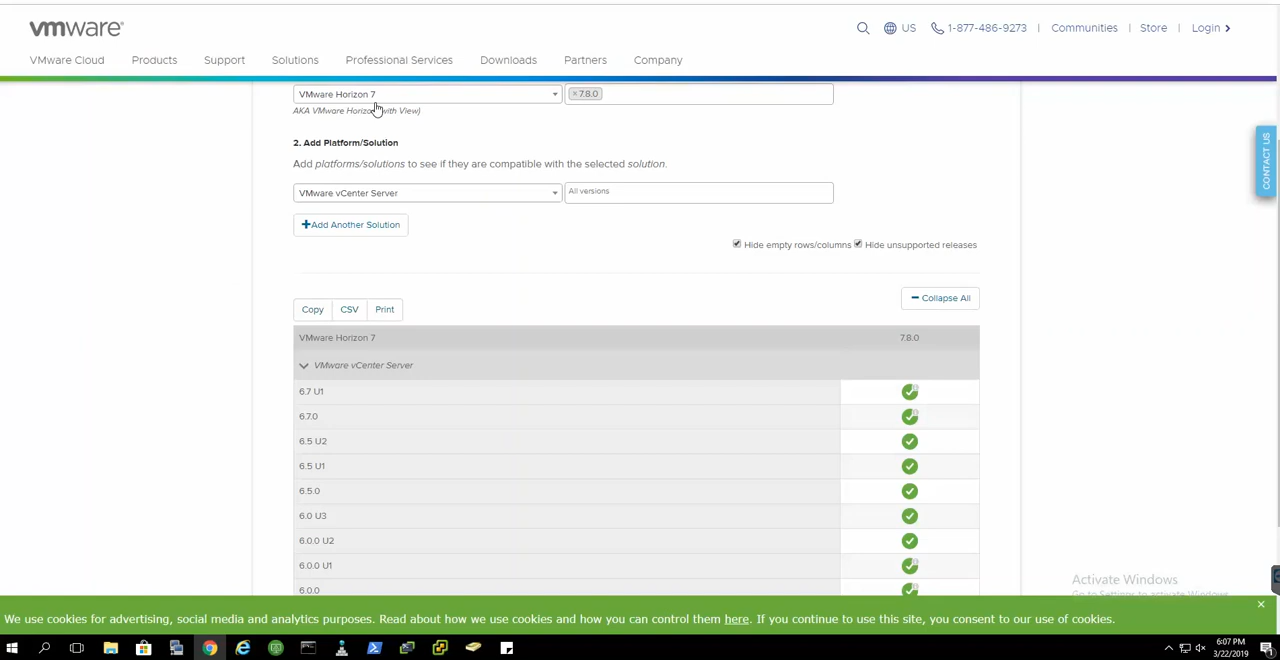 vmware
US
1-877-486-9273
Communities
Store
Login
VMware Cloud
Products
Support
Solutions
Professional Services
Downloads
Partners
Company
VMware Horizon 7
×7.8.0
AKA VMware Horizon with View)
2. Add Platform/Solution
Add platforms/solutions to see if they are compatible with the selected solution.
VMware vCenter Server
All versions
+Add Another Solution
Hide empty rows/columns
Hide unsupported releases
Copy
CSV
Print
Collapse All
VMware Horizon 7
7.8.0
VMware vCenter Server
6.7 U1
6.7.0
6.5 U2
6.5 U1
6.5.0
6.0 U3
6.0.0 U2
6.0.0 U1
6.0.0
CONTACT US
Activate Windows
Go to Settings to activate Windows.
We use cookies for advertising, social media and analytics purposes. Read about how we use cookies and how you can control them here. If you continue to use this site, you consent to our use of cookies.
6:07 PM
3/22/2019